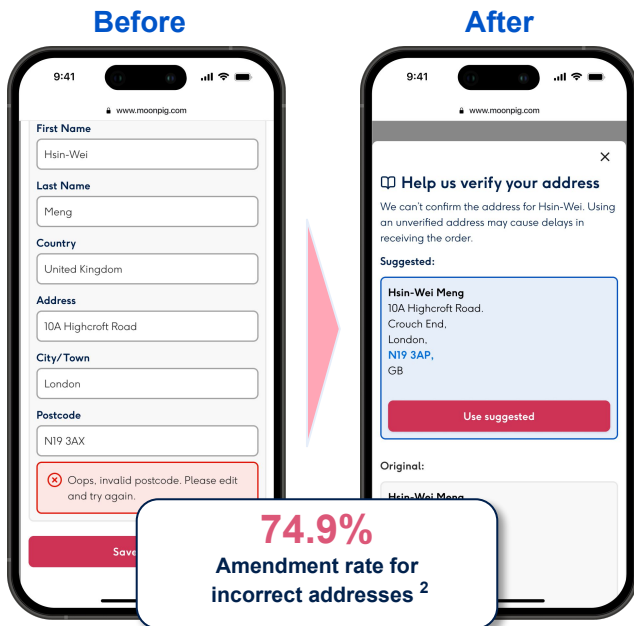 Before
After
9:41
www.moonpig.com
First Name
Hsin-Wei
Last Name
Meng
Country
United Kingdom
Address
10A Highcroft Road
City/Town
London
Postcode
N19 3AX
Oops, invalid postcode. Please edit
and try again.
Save
9:41
www.moonpig.com
Help us verify your address
We can't confirm the address for Hsin-Wei. Using
an unverified address may cause delays in
receiving the order.
Suggested:
Hsin-Wei Meng
10A Highcroft Road.
Crouch End,
London,
N19 3AP,
GB
Use suggested
Original:
Hsin-Wei Meng
74.9%
Amendment rate for
incorrect addresses 2